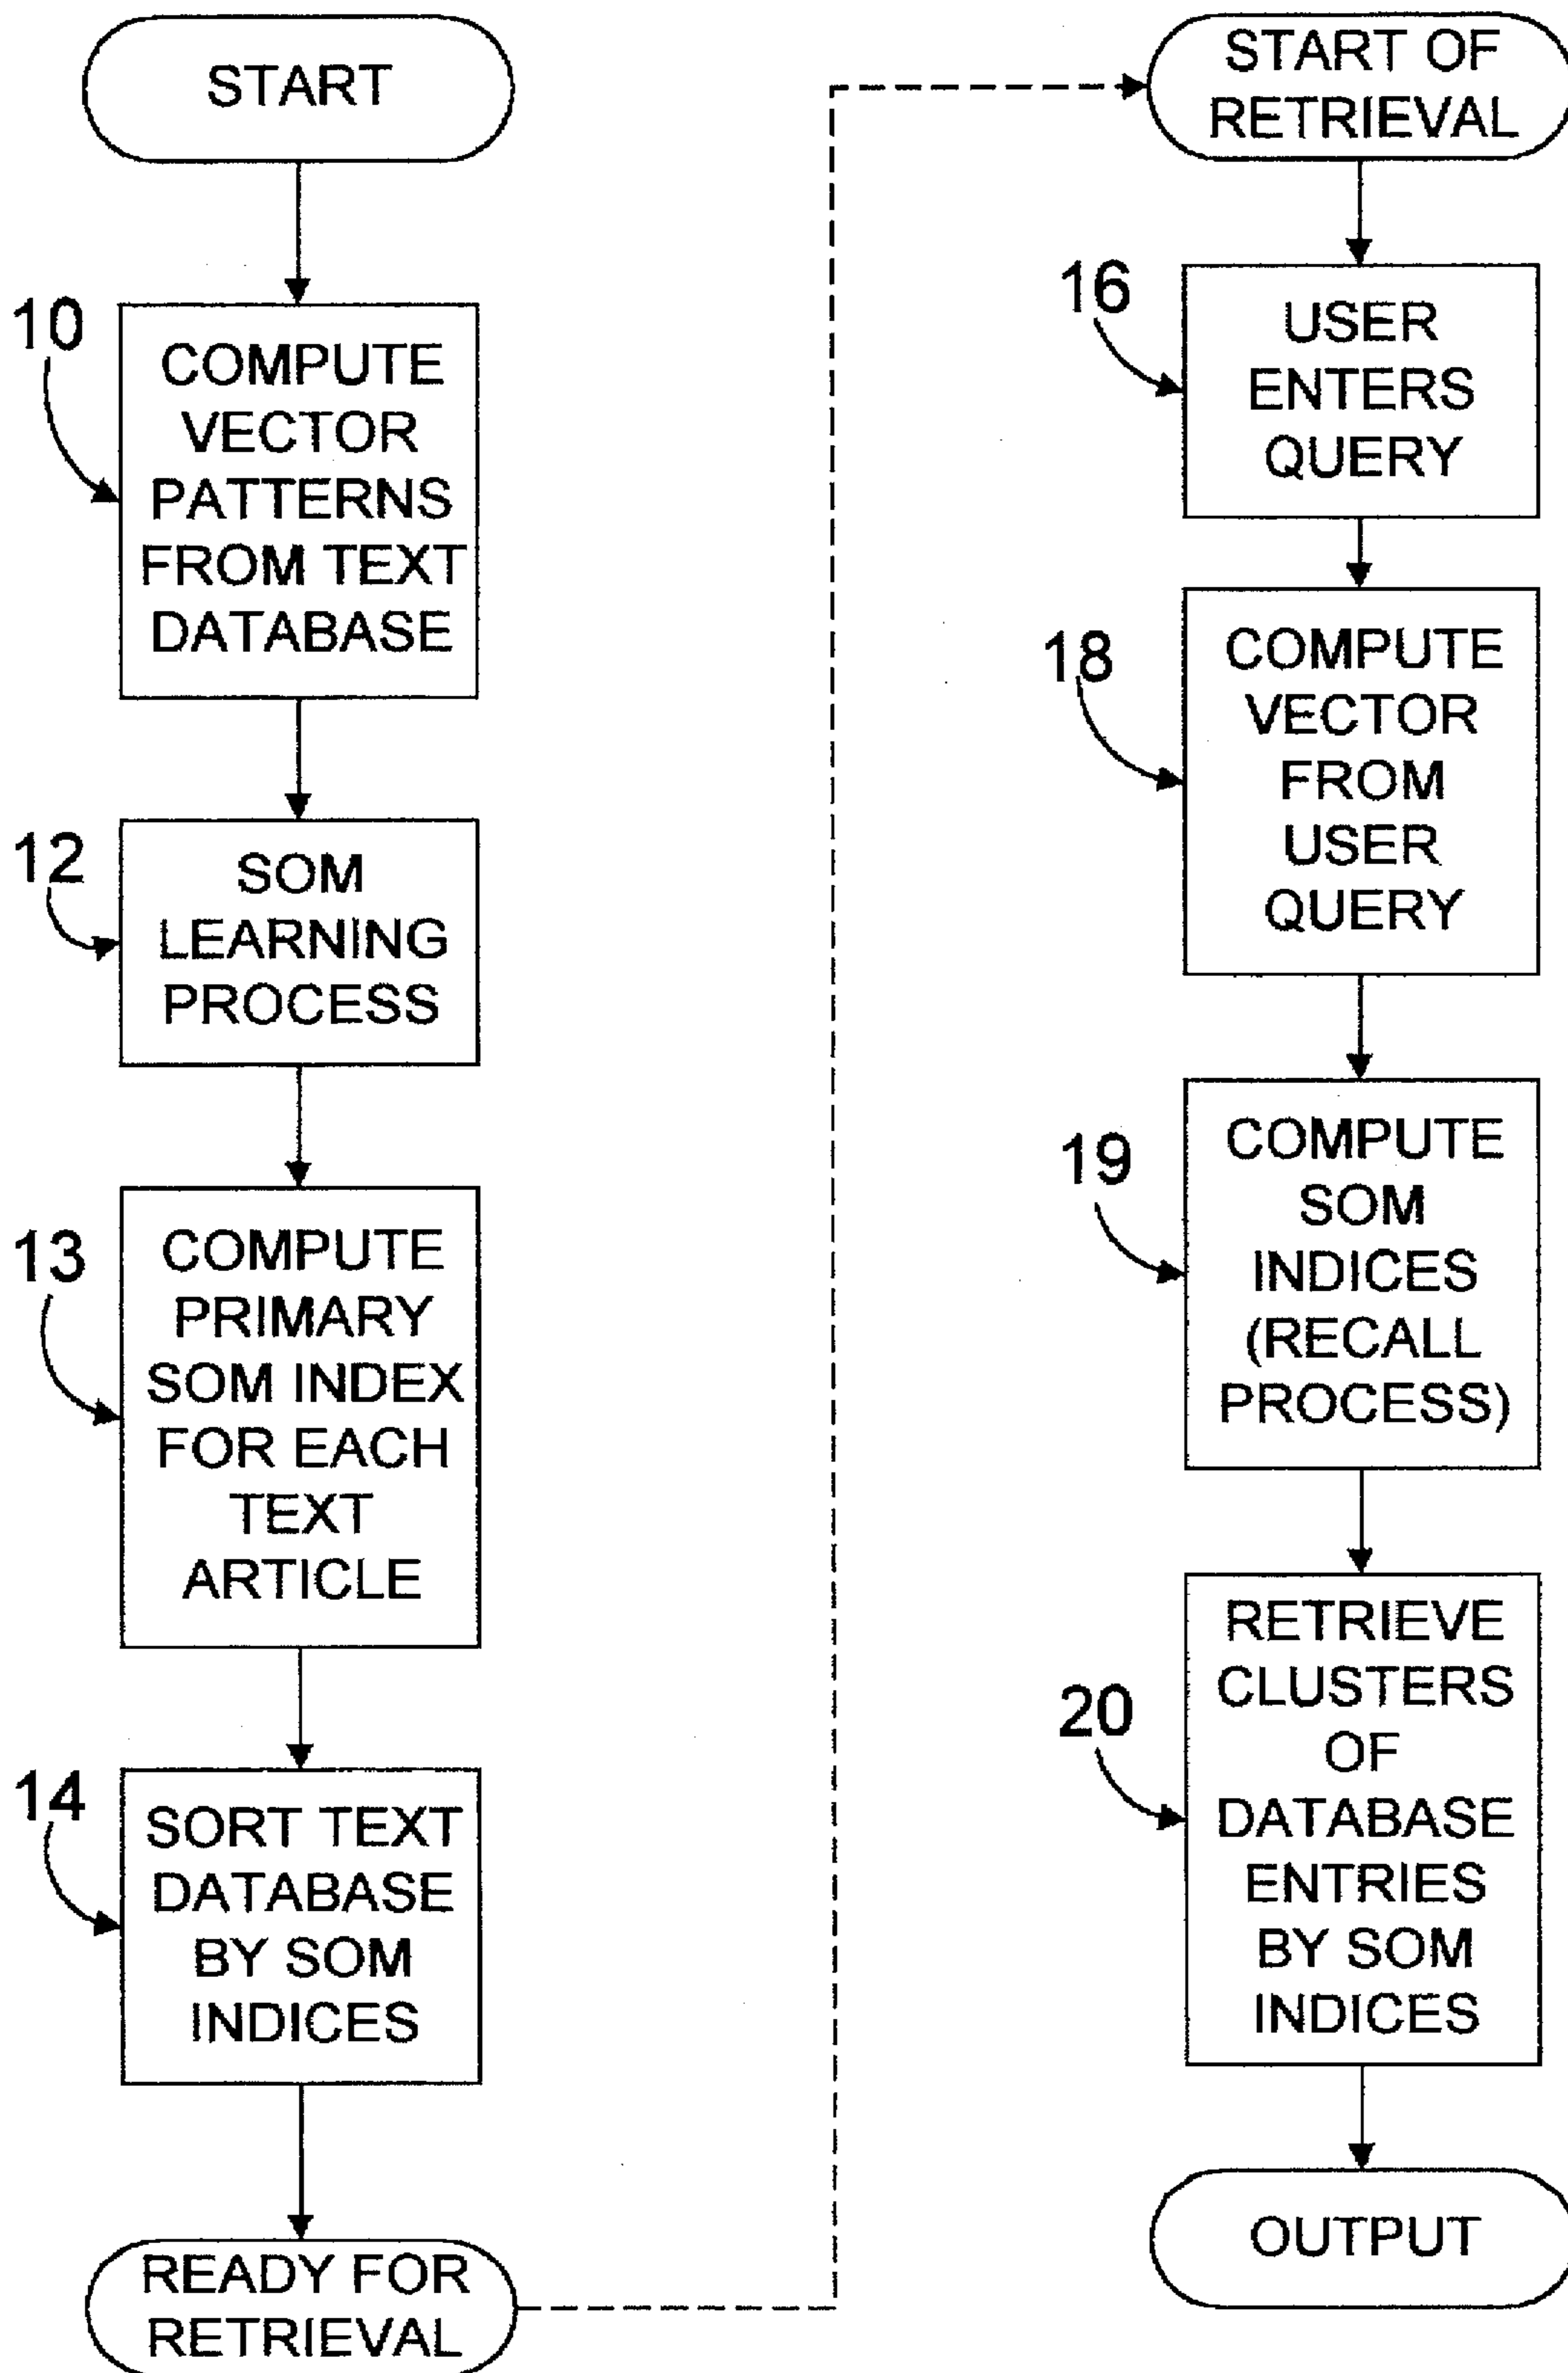 START
10
COMPUTE
VECTOR
PATTERNS
FROM TEXT
DATABASE
12
SOM
LEARNING
PROCESS
13
COMPUTE
PRIMARY
SOM INDEX
FOR EACH
TEXT
ARTICLE
14
SORT TEXT
DATABASE
BY SOM
INDICES
READY FOR
RETRIEVAL
START OF
RETRIEVAL
16
USER
ENTERS
QUERY
18
COMPUTE
VECTOR
FROM
USER
QUERY
19
COMPUTE
SOM
INDICES
(RECALL
PROCESS)
20
RETRIEVE
CLUSTERS
OF
DATABASE
ENTRIES
BY SOM
INDICES
OUTPUT